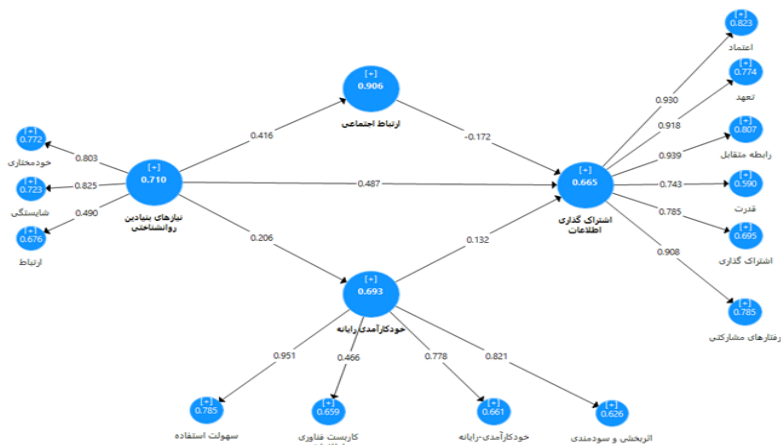 [+]
0.823
اعتماد
[+]
0.774
تعهد
[+]
0.906
ارتباط اجتماعی
0.930
0.918
[+]
0.807
رابطه متقابل
0.416
-0.172
0.939
[+]
0.772
خودمختاری
0.803
[+]
0.710
نیازهای بنیادین
روانشناختی
0.825
[+]
0.723
شایستگی
0.490
[+]
0.676
ارتباط
0.487
[+]
0.665
اشتراک گذاری
اطلاعات
0.743
[+]
0.590
قدرت
0.785
[+]
0.695
اشتراک گذاری
0.908
0.206
0.132
[+]
0.693
خودکارآمدی رایانه
[+]
0.785
رفتارهای مشارکتی
0.951
0.466
0.778
0.821
[+]
0.785
سهولت استفاده
[+]
0.659
کاربست فناوری
[+]
0.661
خودکارآمدی-رایانه
[+]
0.626
اثربخشی و سودمندی